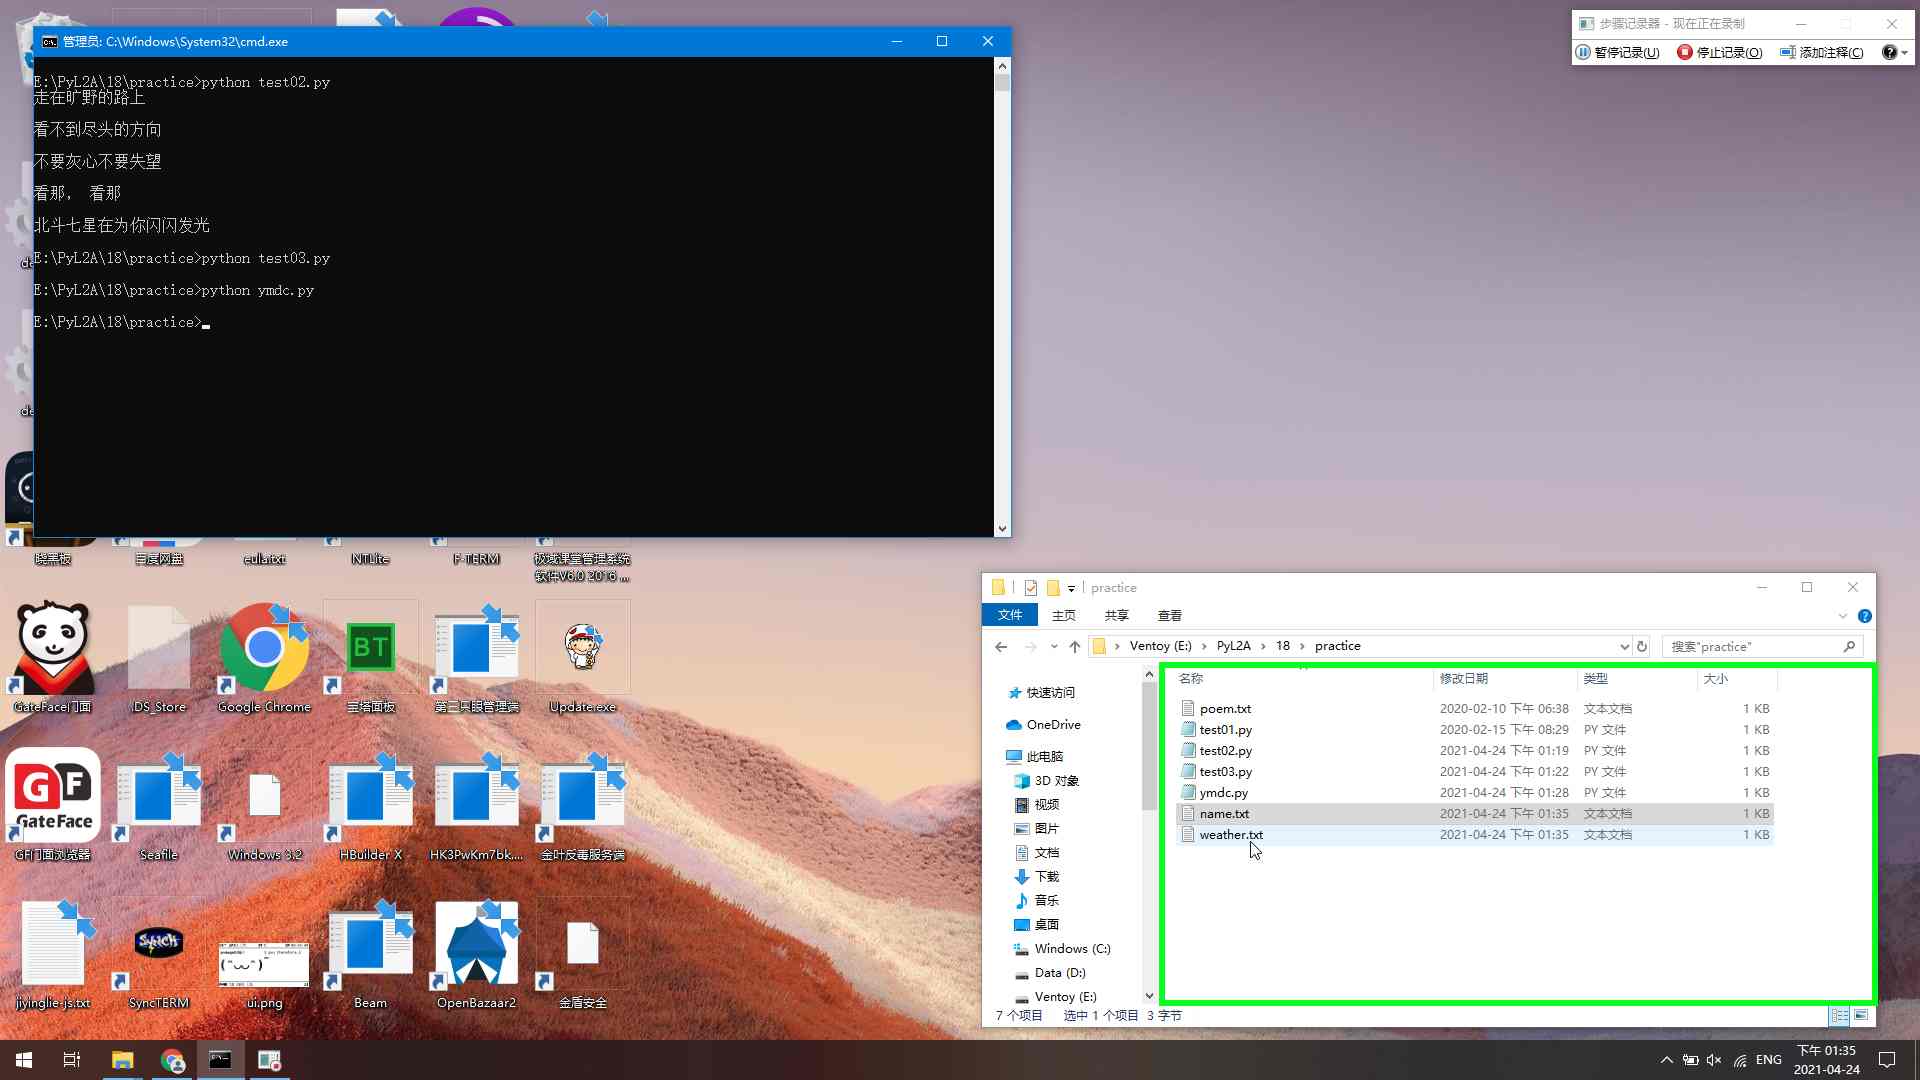 管理员: C:\Windows\System32\cmd.exe
E:\PyL2A\18\practice>python test02.py
走在旷野的路上
看不到尽头的方向
不要灰心不要失望
看那， 看那
北斗七星在为你闪闪发光
E:\PyL2A\18\practice>python test03.py
E:\PyL2A\18\practice>python ymdc.py
E:\PyL2A\18\practice>
步骤记录器 - 现在正在录制
暂停记录(U) 停止记录(O) 添加注释(C)
晓黑板 百度网盘 eula.txt NTLite F-TERM 极域课堂管理系统
软件V6.0 2016 ...
BT
GateFace门面 .DS_Store Google Chrome 宝塔面板 第三只眼管理端 Update.exe
GF
GateFace
GF门面浏览器 Seafile Windows 3.2 HBuilder X HK3PwKm7bk.... 金叶反毒服务端
jiyinglie-js.txt SyncTERM ui.png Beam OpenBazaar2 金盾安全
practice
文件 主页 共享 查看
Ventoy (E:) PyL2A 18 practice 搜索"practice"
名称 修改日期 类型 大小
poem.txt 2020-02-10 下午 06:38 文本文档 1 KB
test01.py 2020-02-15 下午 08:29 PY 文件 1 KB
test02.py 2021-04-24 下午 01:19 PY 文件 1 KB
test03.py 2021-04-24 下午 01:22 PY 文件 1 KB
ymdc.py 2021-04-24 下午 01:28 PY 文件 1 KB
name.txt 2021-04-24 下午 01:35 文本文档 1 KB
weather.txt 2021-04-24 下午 01:35 文本文档 1 KB
快速访问
OneDrive
此电脑
3D 对象
视频
图片
文档
下载
音乐
桌面
Windows (C:)
Data (D:)
Ventoy (E:)
7 个项目 选中 1 个项目 3 字节
ENG
下午 01:35
2021-04-24